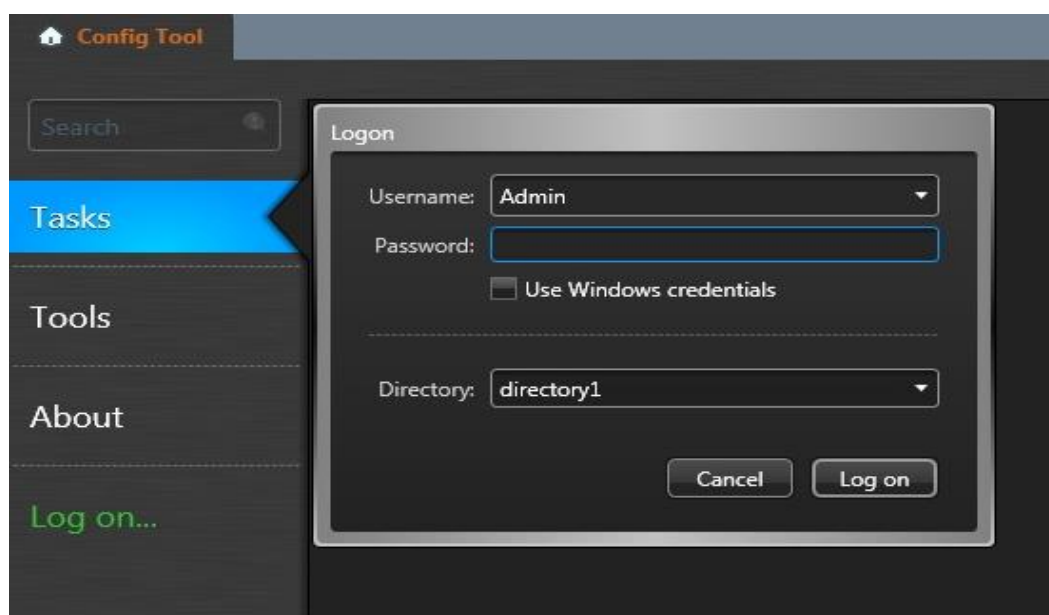 Config Tool
Search
Tasks
Tools
About
Log on...
Logon
Username: Admin
Password:
Use Windows credentials
Directory: directory1
Cancel Log on